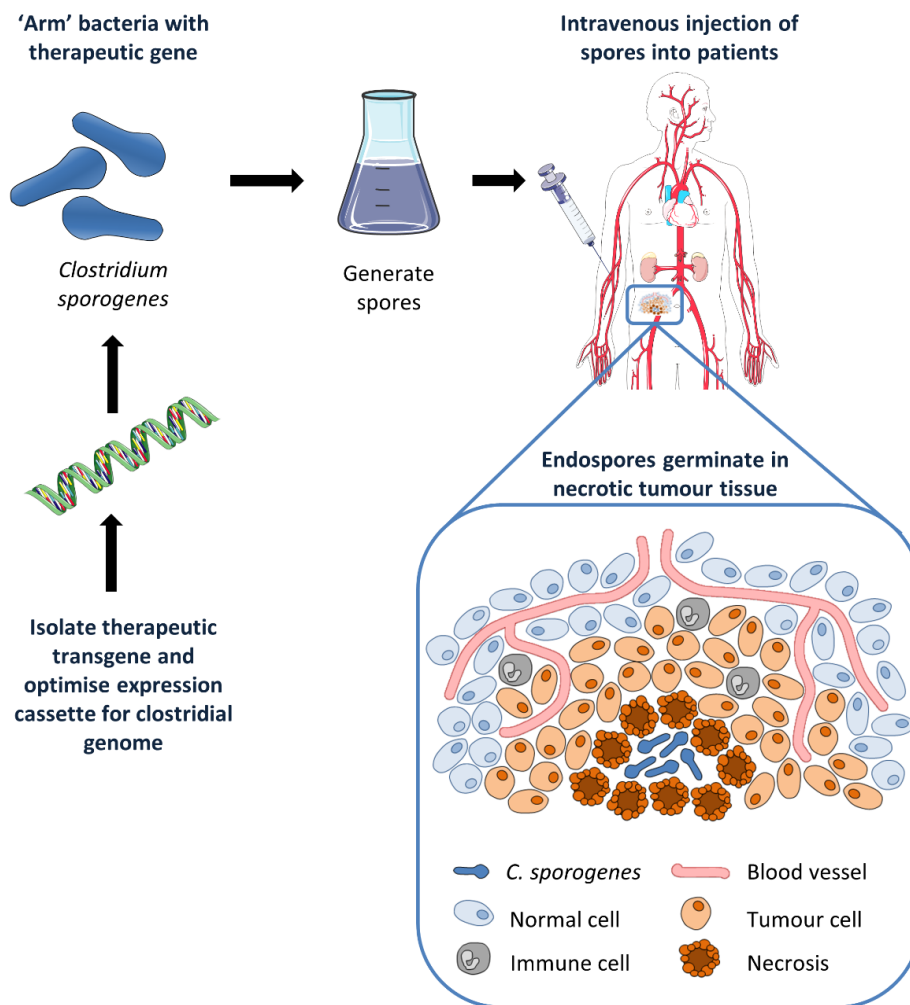 ‘Arm’ bacteria with
therapeutic gene
Clostridium
sporogenes
Generate
spores
Intravenous injection of
spores into patients
Isolate therapeutic
transgene and
optimise expression
cassette for clostridial
genome
Endospores germinate in
necrotic tumour tissue
C. sporogenes
Blood vessel
Normal cell
Tumour cell
Immune cell
Necrosis